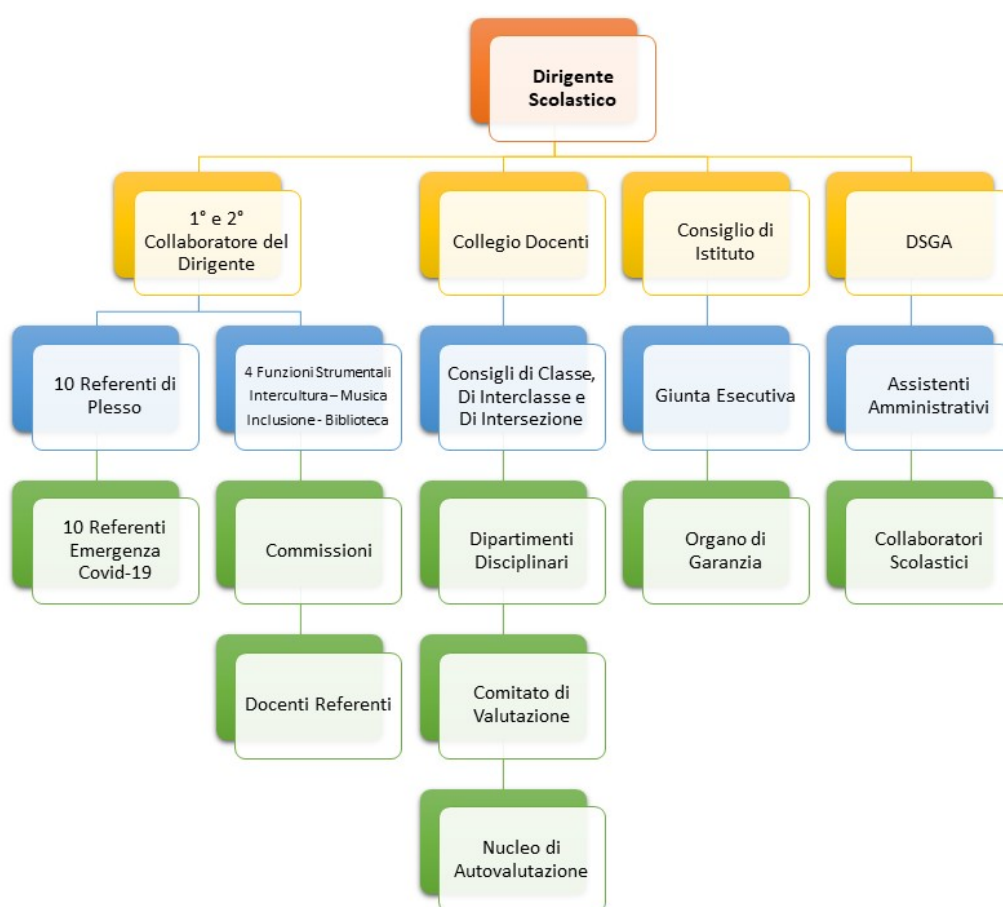 Dirigente
Scolastico
1° e 2°
Collaboratore del
Dirigente
Collegio Docenti
Consiglio di
Istituto
DSGA
10 Referenti di
Plesso
4 Funzioni Strumentali
Intercultura – Musica
Inclusione - Biblioteca
Consigli di Classe,
Di Interclasse e
Di Intersezione
Giunta Esecutiva
Assistenti
Amministrativi
10 Referenti
Emergenza
Covid-19
Commissioni
Dipartimenti
Disciplinari
Organo di
Garanzia
Collaboratori
Scolastici
Docenti Referenti
Comitato di
Valutazione
Nucleo di
Autovalutazione